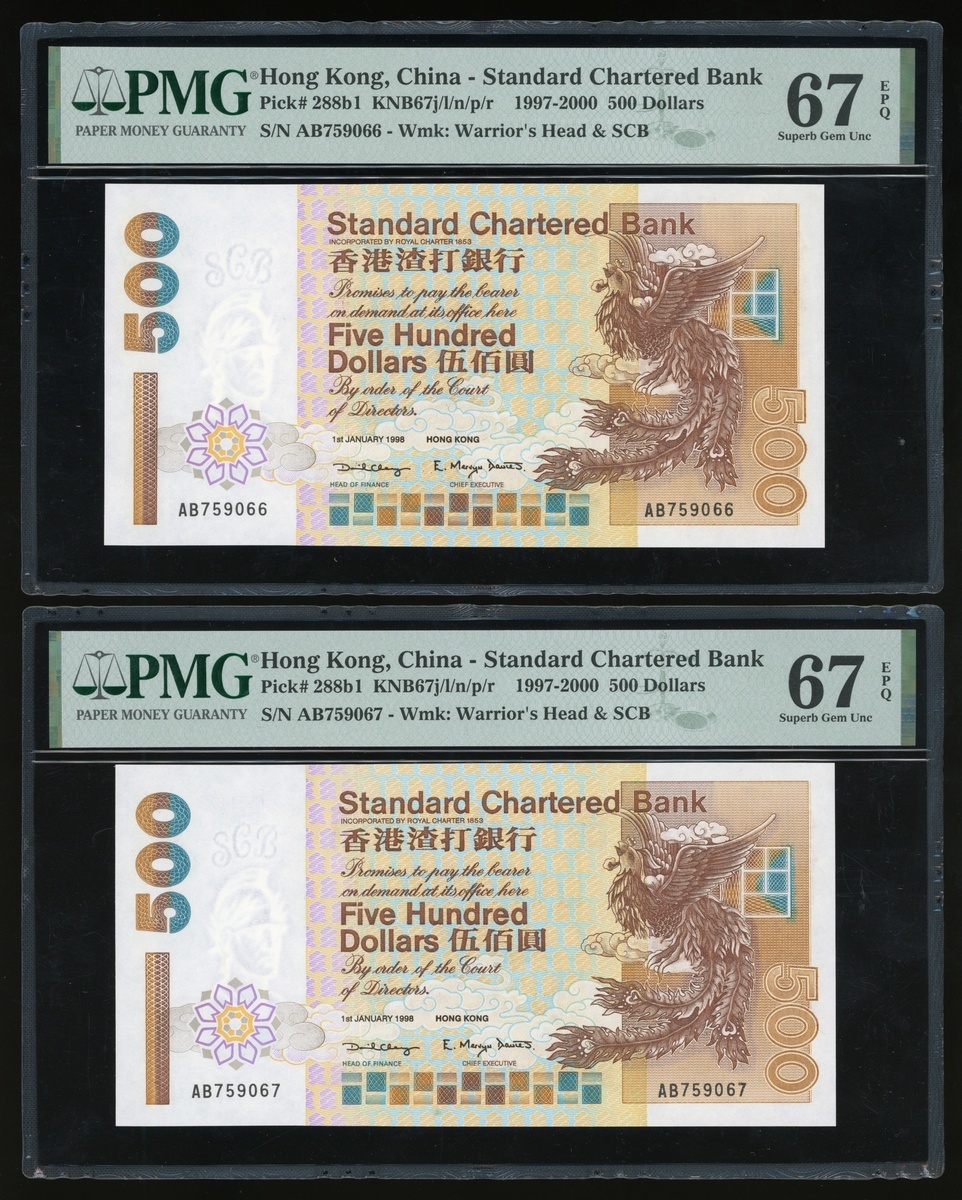 PMG® Hong Kong, China - Standard Chartered Bank 67 EPQ
PAPER MONEY GUARANTY Pick# 288b1 KNB67j/l/n/p/r 1997-2000 500 Dollars Superb Gem Unc
S/N AB759066 - Wmk: Warrior's Head & SCB
500
SCB
Standard Chartered Bank
INCORPORATED BY ROYAL CHARTER 1853
香港渣打銀行
Promises to pay the bearer
on demand at its office here
Five Hundred
Dollars 伍佰圓
By order of the Court
of Directors.
1st JANUARY 1998 HONG KONG
HEAD OF FINANCE CHIEF EXECUTIVE
500
AB759066 AB759066
PMG® Hong Kong, China - Standard Chartered Bank 67 EPQ
PAPER MONEY GUARANTY Pick# 288b1 KNB67j/l/n/p/r 1997-2000 500 Dollars Superb Gem Unc
S/N AB759067 - Wmk: Warrior's Head & SCB
500
SCB
Standard Chartered Bank
INCORPORATED BY ROYAL CHARTER 1853
香港渣打銀行
Promises to pay the bearer
on demand at its office here
Five Hundred
Dollars 伍佰圓
By order of the Court
of Directors.
1st JANUARY 1998 HONG KONG
HEAD OF FINANCE CHIEF EXECUTIVE
500
AB759067 AB759067